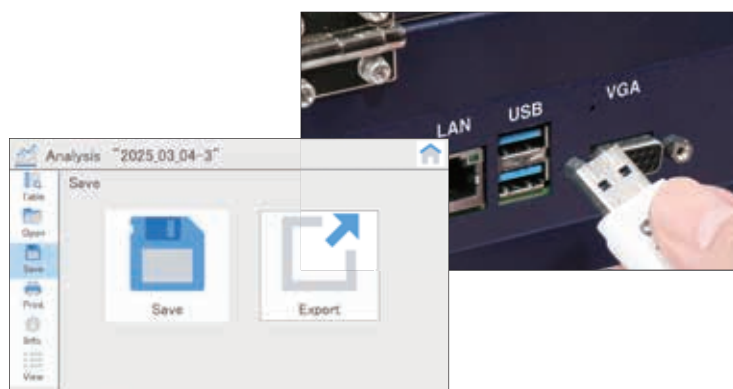 LAN
USB
VGA
Analysis "2025_03_04-3"
Table
Save
Open
Save
Print
Info.
View
Save
Export